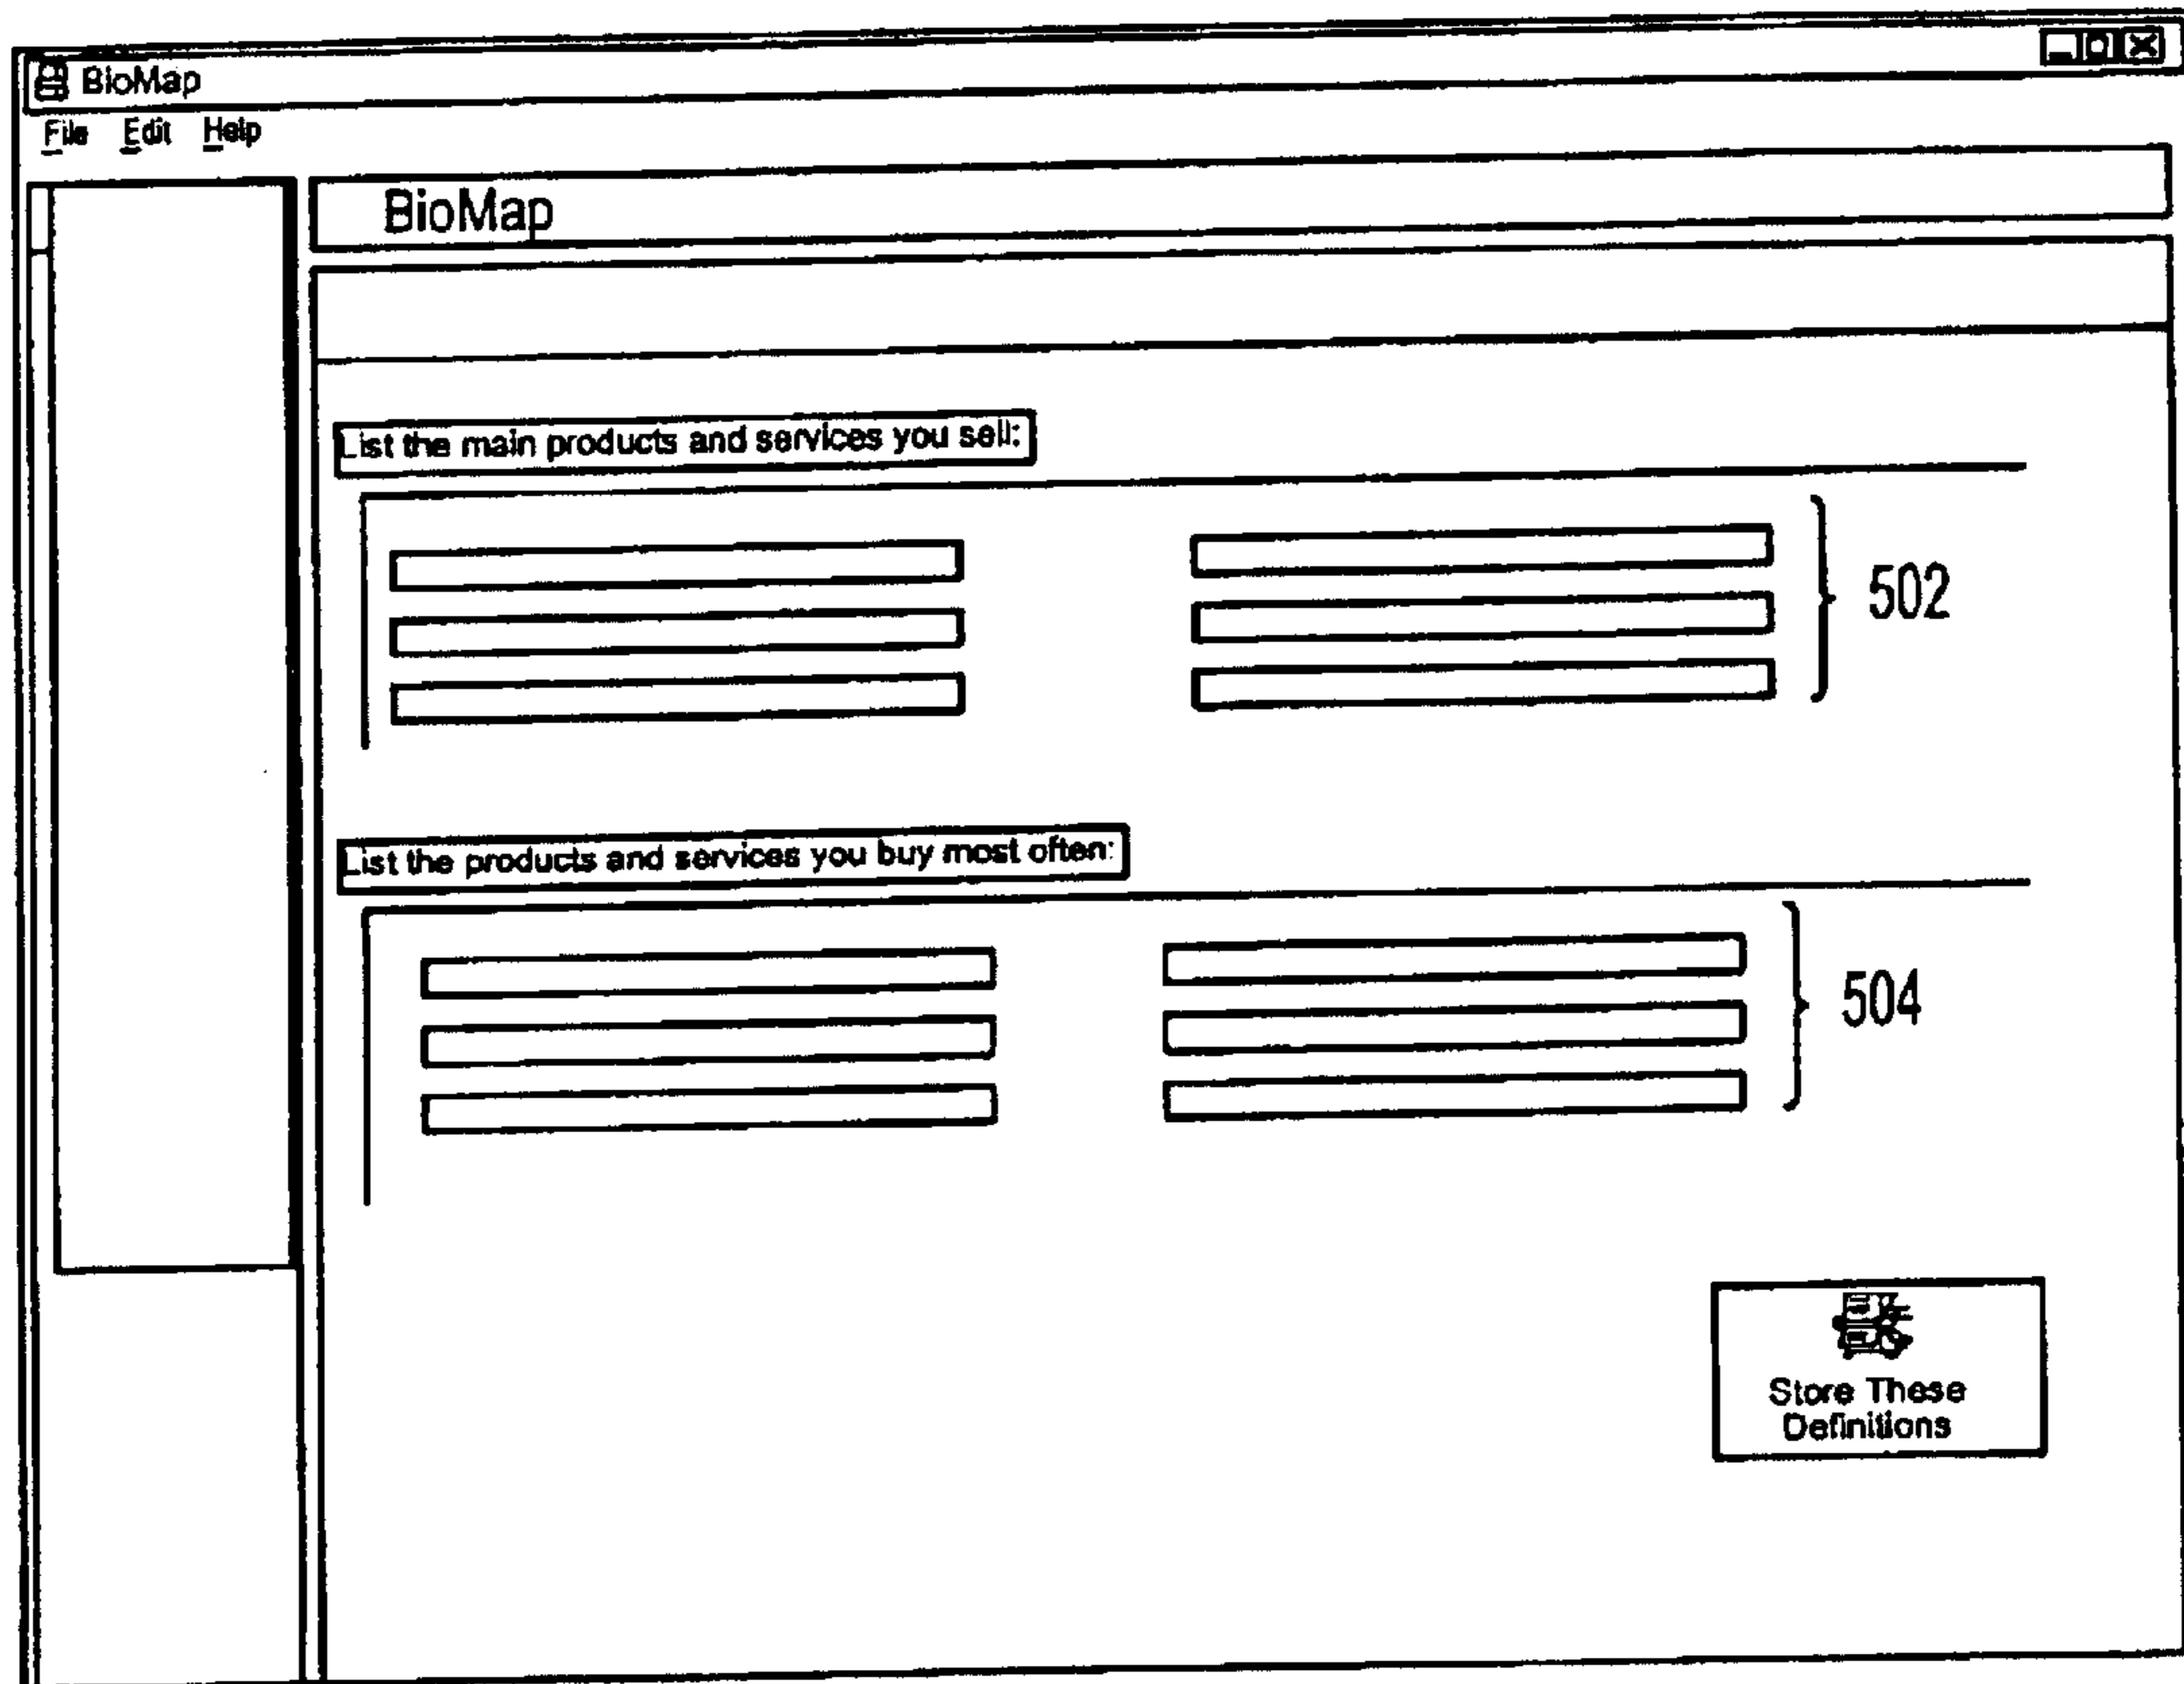 BioMap
File Edit Help
BioMap
List the main products and services you sell:
502
List the products and services you buy most often:
504
Store These
Definitions